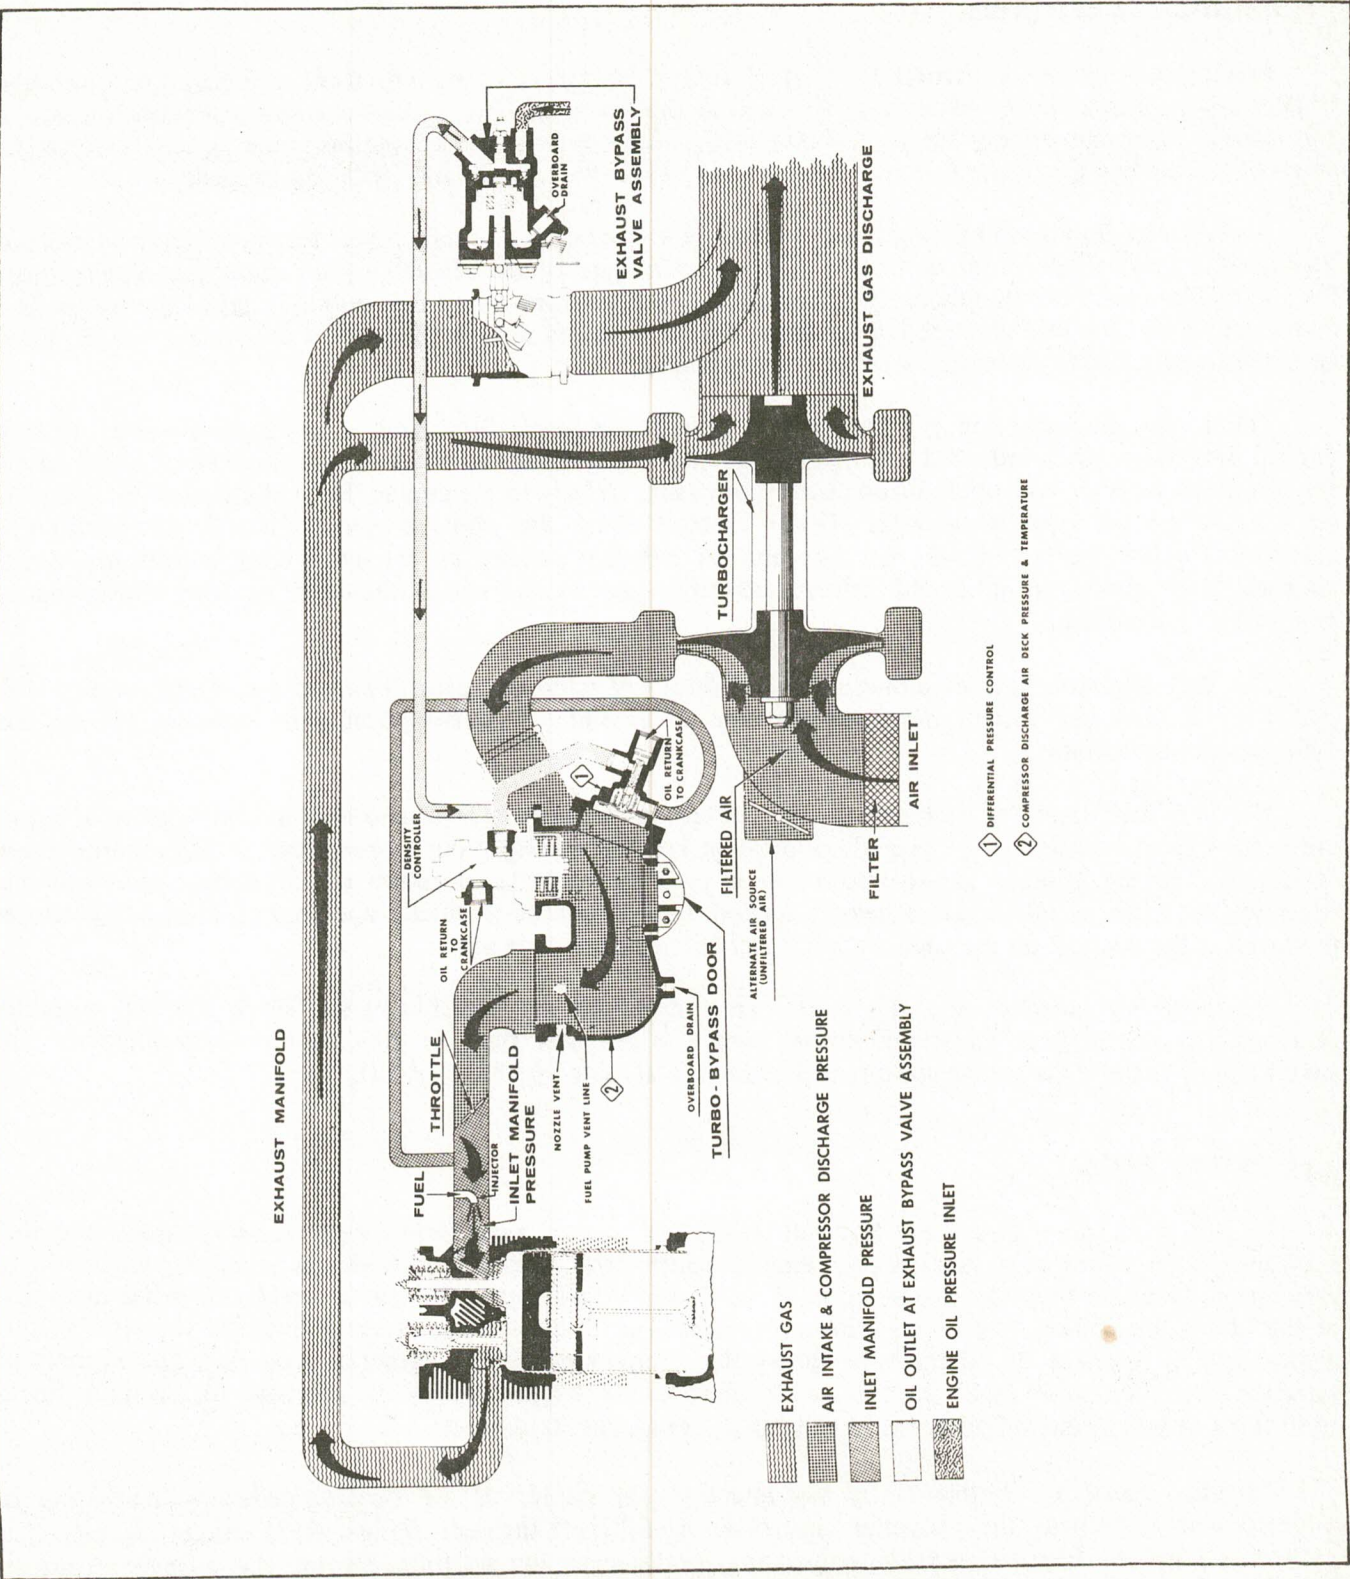 EXHAUST MANIFOLD
EXHAUST BYPASS
VALVE ASSEMBLY
OVERBOARD
DRAIN
EXHAUST GAS DISCHARGE
TURBOCHARGER
DENSITY
CONTROLLER
OIL RETURN
TO
CRANKCASE
1
OIL RETURN
TO CRANKCASE
THROTTLE
FUEL
INJECTOR
INLET MANIFOLD
PRESSURE
NOZZLE VENT
FUEL PUMP VENT LINE
2
OVERBOARD DRAIN
TURBO-BYPASS DOOR
FILTERED AIR
ALTERNATE AIR SOURCE
(UNFILTERED AIR)
FILTER
AIR INLET
1 DIFFERENTIAL PRESSURE CONTROL
2 COMPRESSOR DISCHARGE AIR DECK PRESSURE & TEMPERATURE
EXHAUST GAS
AIR INTAKE & COMPRESSOR DISCHARGE PRESSURE
INLET MANIFOLD PRESSURE
OIL OUTLET AT EXHAUST BYPASS VALVE ASSEMBLY
ENGINE OIL PRESSURE INLET